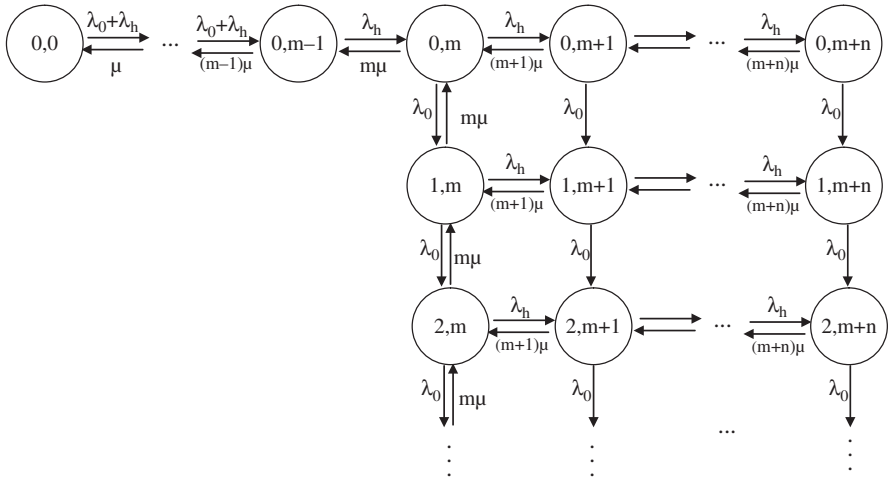 λ₀+λₕ ... λ₀+λₕ λₕ λₕ ... λₕ
0,0 0,m–1 0,m 0,m+1 0,m+n
μ (m–1)μ mμ (m+1)μ (m+n)μ
λ₀ mμ λ₀ λ₀
λₕ λₕ
1,m 1,m+1 ... 1,m+n
(m+1)μ (m+n)μ
λ₀ mμ λ₀ λ₀
λₕ λₕ
2,m 2,m+1 ... 2,m+n
(m+1)μ (m+n)μ
λ₀ mμ λ₀ λ₀
⋮ ⋮ ... ⋮